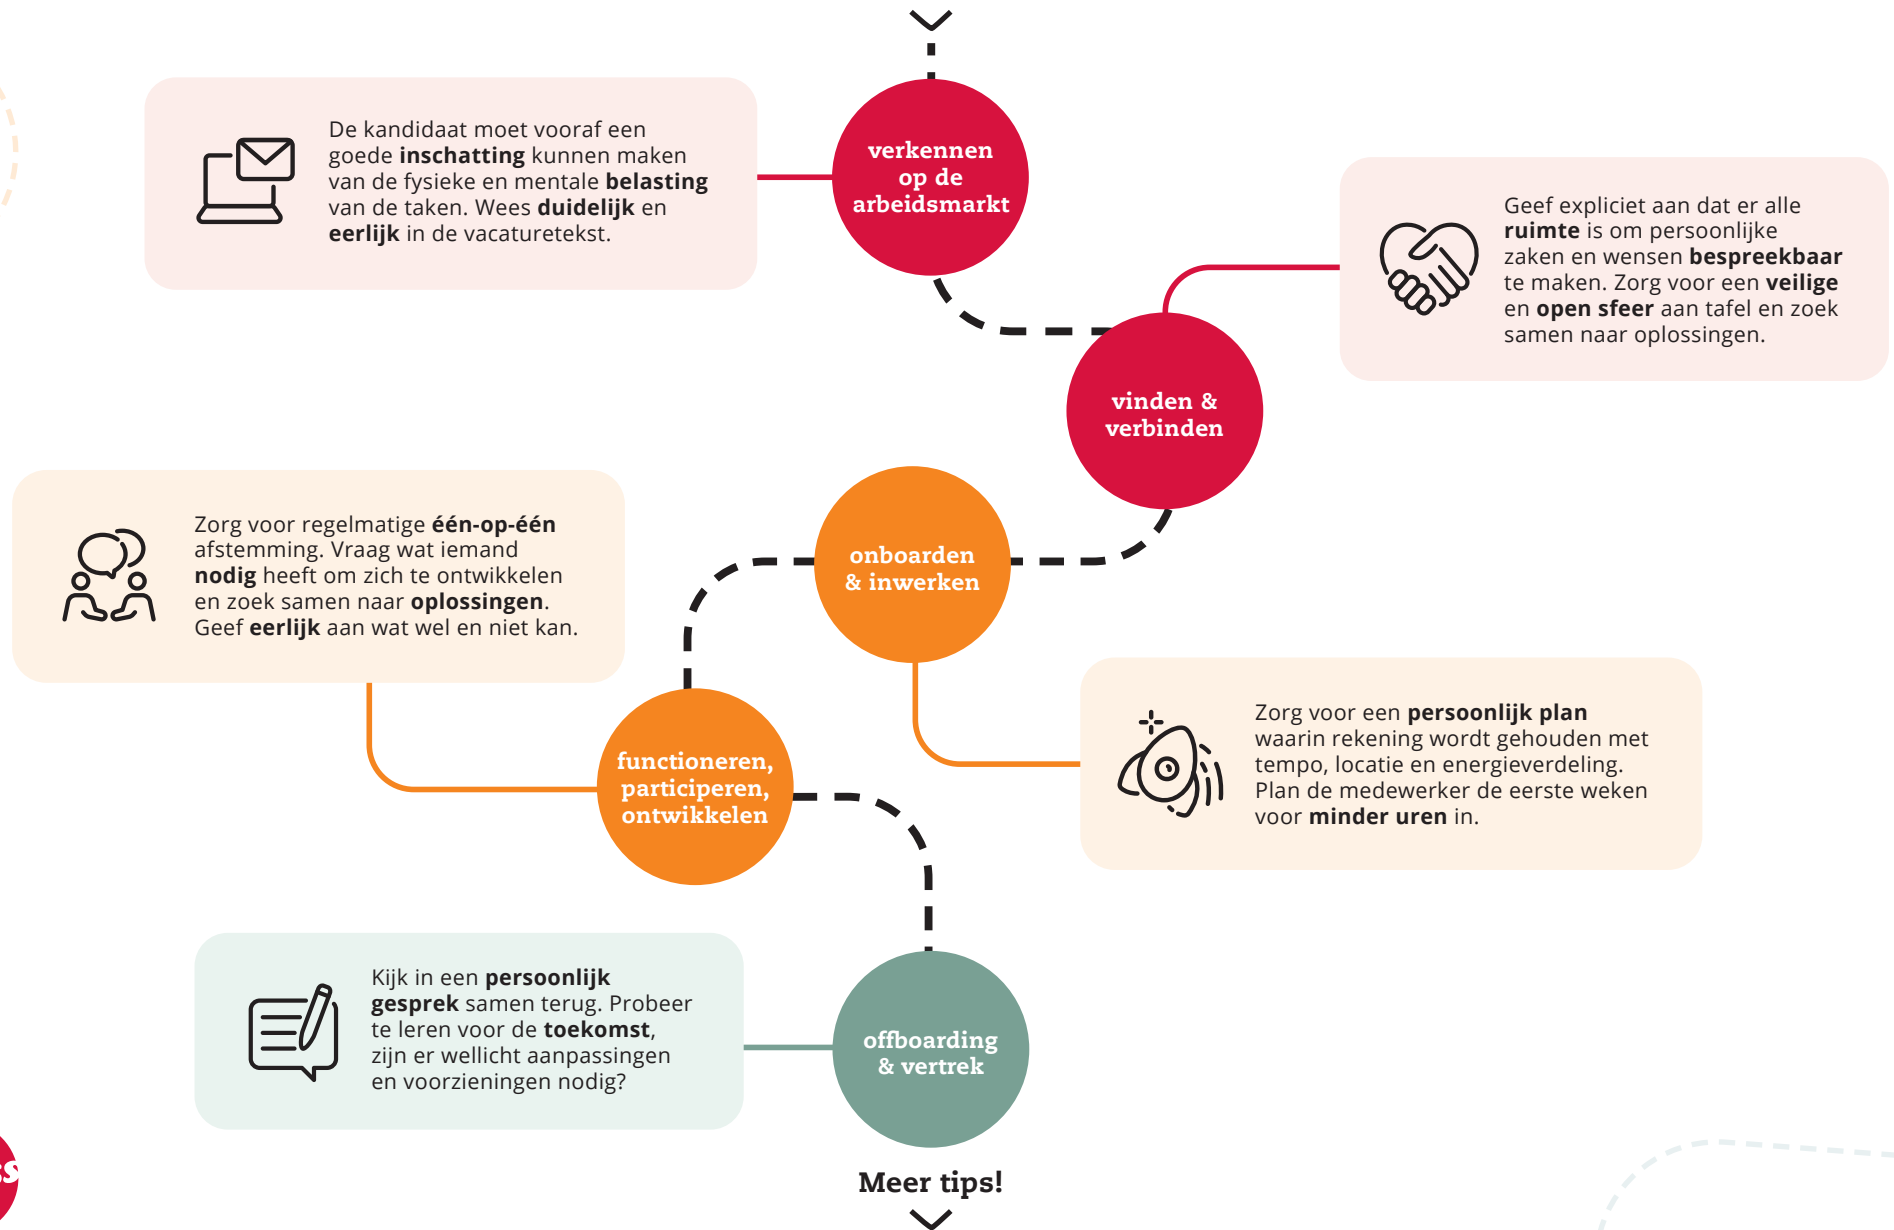 De kandidaat moet vooraf een
goede inschatting kunnen maken
van de fysieke en mentale belasting
van de taken. Wees duidelijk en
eerlijk in de vacaturetekst.
verkennen
op de
arbeidsmarkt
Geef expliciet aan dat er alle
ruimte is om persoonlijke
zaken en wensen bespreekbaar
te maken. Zorg voor een veilige
en open sfeer aan tafel en zoek
samen naar oplossingen.
vinden &
verbinden
onboarden
& inwerken
Zorg voor een persoonlijk plan
waarin rekening wordt gehouden met
tempo, locatie en energieverdeling.
Plan de medewerker de eerste weken
voor minder uren in.
Zorg voor regelmatige één-op-één
afstemming. Vraag wat iemand
nodig heeft om zich te ontwikkelen
en zoek samen naar oplossingen.
Geef eerlijk aan wat wel en niet kan.
functioneren,
participeren,
ontwikkelen
Kijk in een persoonlijk
gesprek samen terug. Probeer
te leren voor de toekomst,
zijn er wellicht aanpassingen
en voorzieningen nodig?
offboarding
& vertrek
Meer tips!